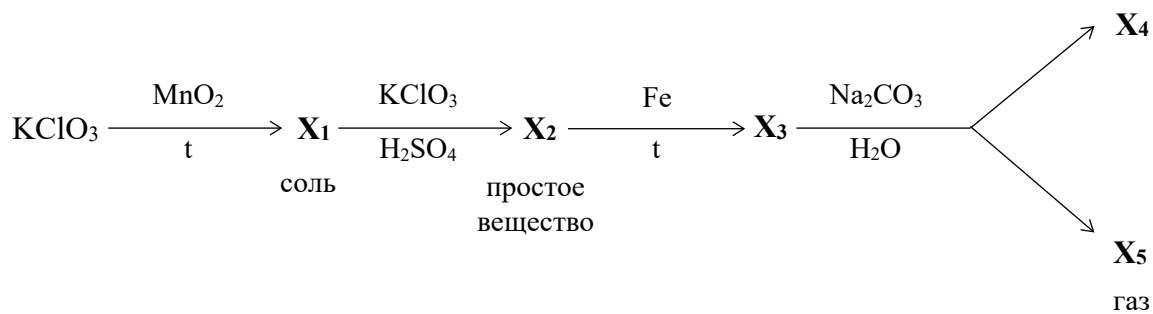 X₄
MnO₂ KClO₃ Fe Na₂CO₃
KClO₃ X₁ X₂ X₃
t H₂SO₄ t H₂O
соль простое
вещество
X₅
газ